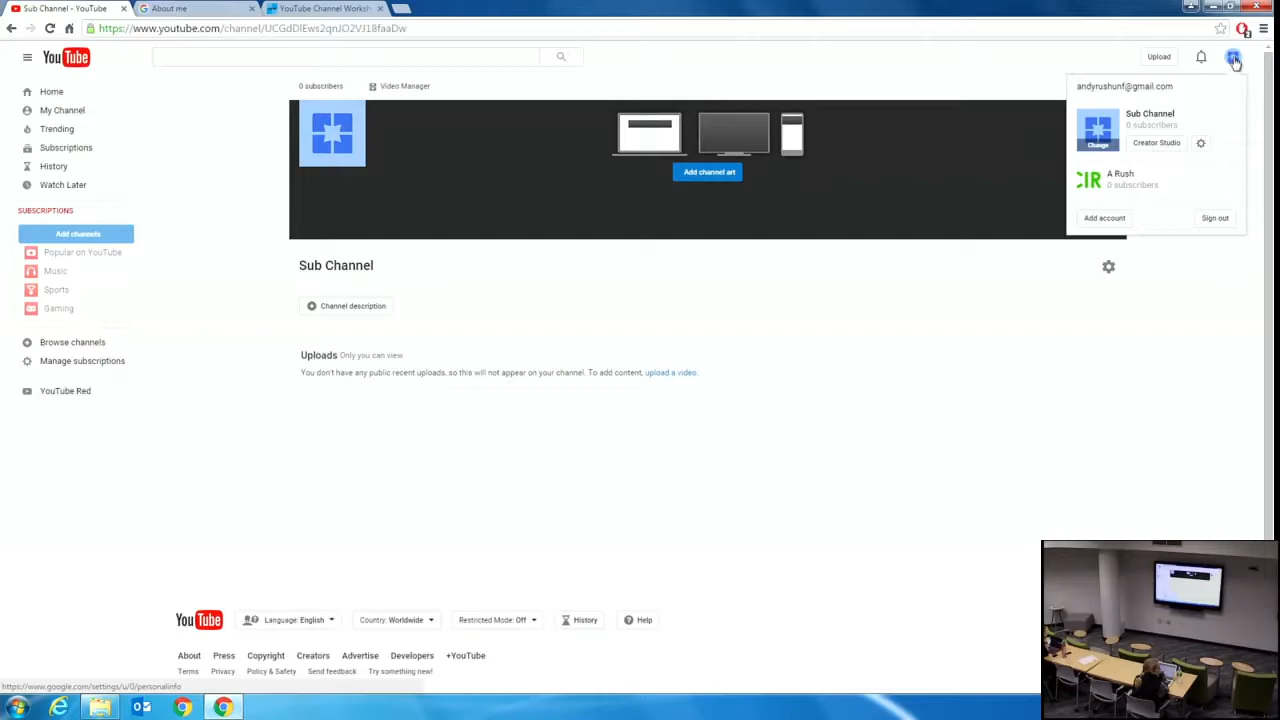 Sub Channel - YouTube
About me
YouTube Channel Worksh
https://www.youtube.com/channel/UCGdDIEws2qnJO2VJ18faaDw
YouTube
Upload
Home
My Channel
Trending
Subscriptions
History
Watch Later
SUBSCRIPTIONS
Add channels
Popular on YouTube
Music
Sports
Gaming
Browse channels
Manage subscriptions
YouTube Red
0 subscribers
Video Manager
Add channel art
Sub Channel
Channel description
Uploads Only you can view
You don't have any public recent uploads, so this will not appear on your channel. To add content, upload a video.
andyrushunf@gmail.com
Change
Sub Channel
0 subscribers
Creator Studio
CIR
A Rush
0 subscribers
Add account
Sign out
YouTube
Language: English
Country: Worldwide
Restricted Mode: Off
History
Help
About Press Copyright Creators Advertise Developers +YouTube
Terms Privacy Policy & Safety Send feedback Try something new!
https://www.google.com/settings/u/0/personalinfo